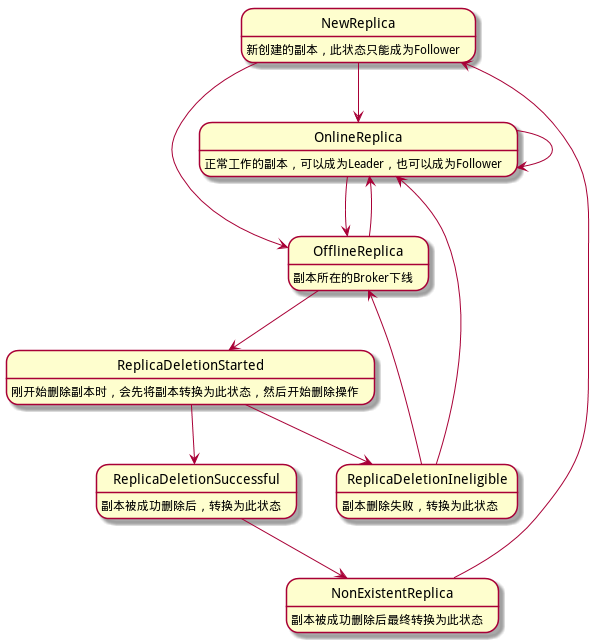 NewReplica
新创建的副本，此状态只能成为Follower
OnlineReplica
正常工作的副本，可以成为Leader，也可以成为Follower
OfflineReplica
副本所在的Broker下线
ReplicaDeletionStarted
刚开始删除副本时，会先将副本转换为此状态，然后开始删除操作
ReplicaDeletionSuccessful
副本被成功删除后，转换为此状态
ReplicaDeletionIneligible
副本删除失败，转换为此状态
NonExistentReplica
副本被成功删除后最终转换为此状态